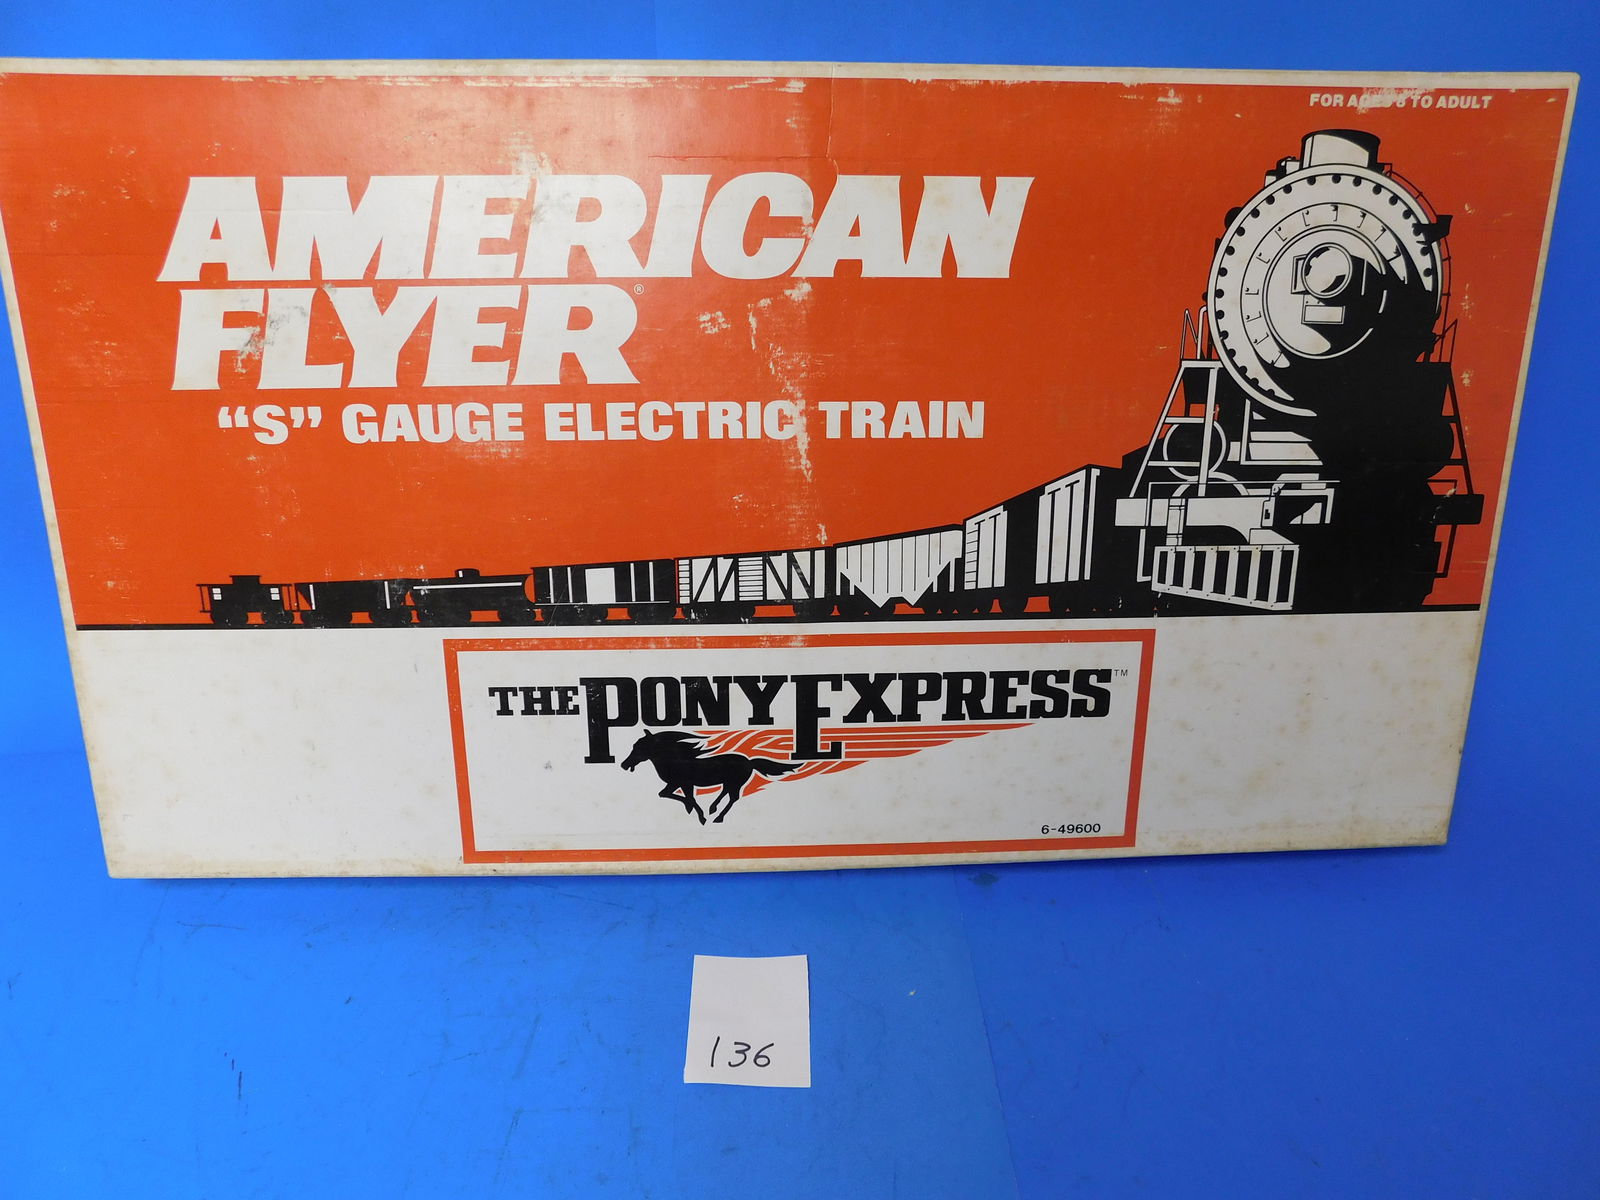 FOR AGES 8 TO ADULT
AMERICAN
FLYER®
“S” GAUGE ELECTRIC TRAIN
THE PONY EXPRESS™
6-49600
136